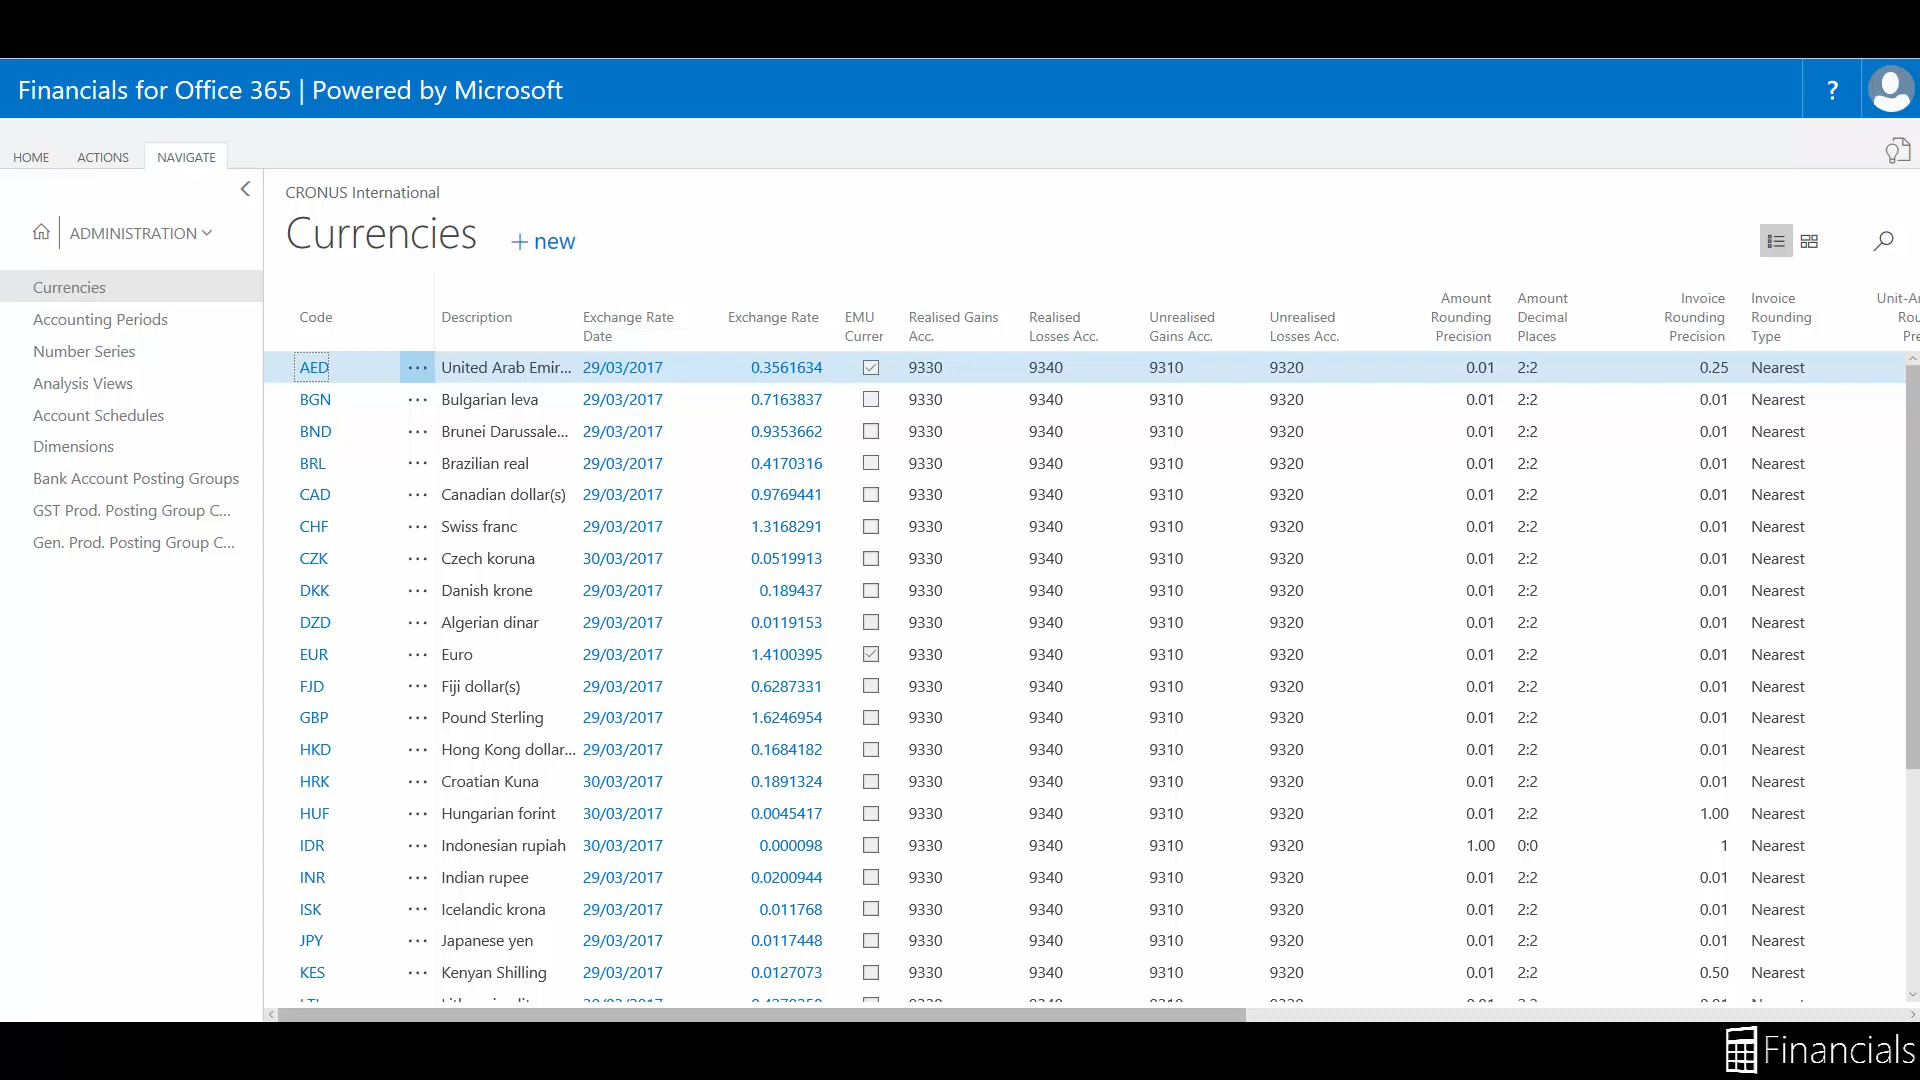 Financials for Office 365 | Powered by Microsoft
?
HOME ACTIONS NAVIGATE
CRONUS International
ADMINISTRATION
Currencies + new
Currencies
Accounting Periods
Number Series
Analysis Views
Account Schedules
Dimensions
Bank Account Posting Groups
GST Prod. Posting Group C...
Gen. Prod. Posting Group C...
Code Description Exchange Rate Date Exchange Rate EMU Currer Realised Gains Acc. Realised Losses Acc. Unrealised Gains Acc. Unrealised Losses Acc. Amount Rounding Precision Amount Decimal Places Invoice Rounding Precision Invoice Rounding Type Unit-Ar Rou Pre
AED ... United Arab Emir... 29/03/2017 0.3561634 9330 9340 9310 9320 0.01 2:2 0.25 Nearest
BGN ... Bulgarian leva 29/03/2017 0.7163837 9330 9340 9310 9320 0.01 2:2 0.01 Nearest
BND ... Brunei Darussale... 29/03/2017 0.9353662 9330 9340 9310 9320 0.01 2:2 0.01 Nearest
BRL ... Brazilian real 29/03/2017 0.4170316 9330 9340 9310 9320 0.01 2:2 0.01 Nearest
CAD ... Canadian dollar(s) 29/03/2017 0.9769441 9330 9340 9310 9320 0.01 2:2 0.01 Nearest
CHF ... Swiss franc 29/03/2017 1.3168291 9330 9340 9310 9320 0.01 2:2 0.01 Nearest
CZK ... Czech koruna 30/03/2017 0.0519913 9330 9340 9310 9320 0.01 2:2 0.01 Nearest
DKK ... Danish krone 29/03/2017 0.189437 9330 9340 9310 9320 0.01 2:2 0.01 Nearest
DZD ... Algerian dinar 29/03/2017 0.0119153 9330 9340 9310 9320 0.01 2:2 0.01 Nearest
EUR ... Euro 29/03/2017 1.4100395 9330 9340 9310 9320 0.01 2:2 0.01 Nearest
FJD ... Fiji dollar(s) 29/03/2017 0.6287331 9330 9340 9310 9320 0.01 2:2 0.01 Nearest
GBP ... Pound Sterling 29/03/2017 1.6246954 9330 9340 9310 9320 0.01 2:2 0.01 Nearest
HKD ... Hong Kong dollar... 29/03/2017 0.1684182 9330 9340 9310 9320 0.01 2:2 0.01 Nearest
HRK ... Croatian Kuna 30/03/2017 0.1891324 9330 9340 9310 9320 0.01 2:2 0.01 Nearest
HUF ... Hungarian forint 30/03/2017 0.0045417 9330 9340 9310 9320 0.01 2:2 1.00 Nearest
IDR ... Indonesian rupiah 30/03/2017 0.000098 9330 9340 9310 9320 1.00 0:0 1 Nearest
INR ... Indian rupee 29/03/2017 0.0200944 9330 9340 9310 9320 0.01 2:2 0.01 Nearest
ISK ... Icelandic krona 29/03/2017 0.011768 9330 9340 9310 9320 0.01 2:2 0.01 Nearest
JPY ... Japanese yen 29/03/2017 0.0117448 9330 9340 9310 9320 0.01 2:2 0.01 Nearest
KES ... Kenyan Shilling 29/03/2017 0.0127073 9330 9340 9310 9320 0.01 2:2 0.50 Nearest
Financials